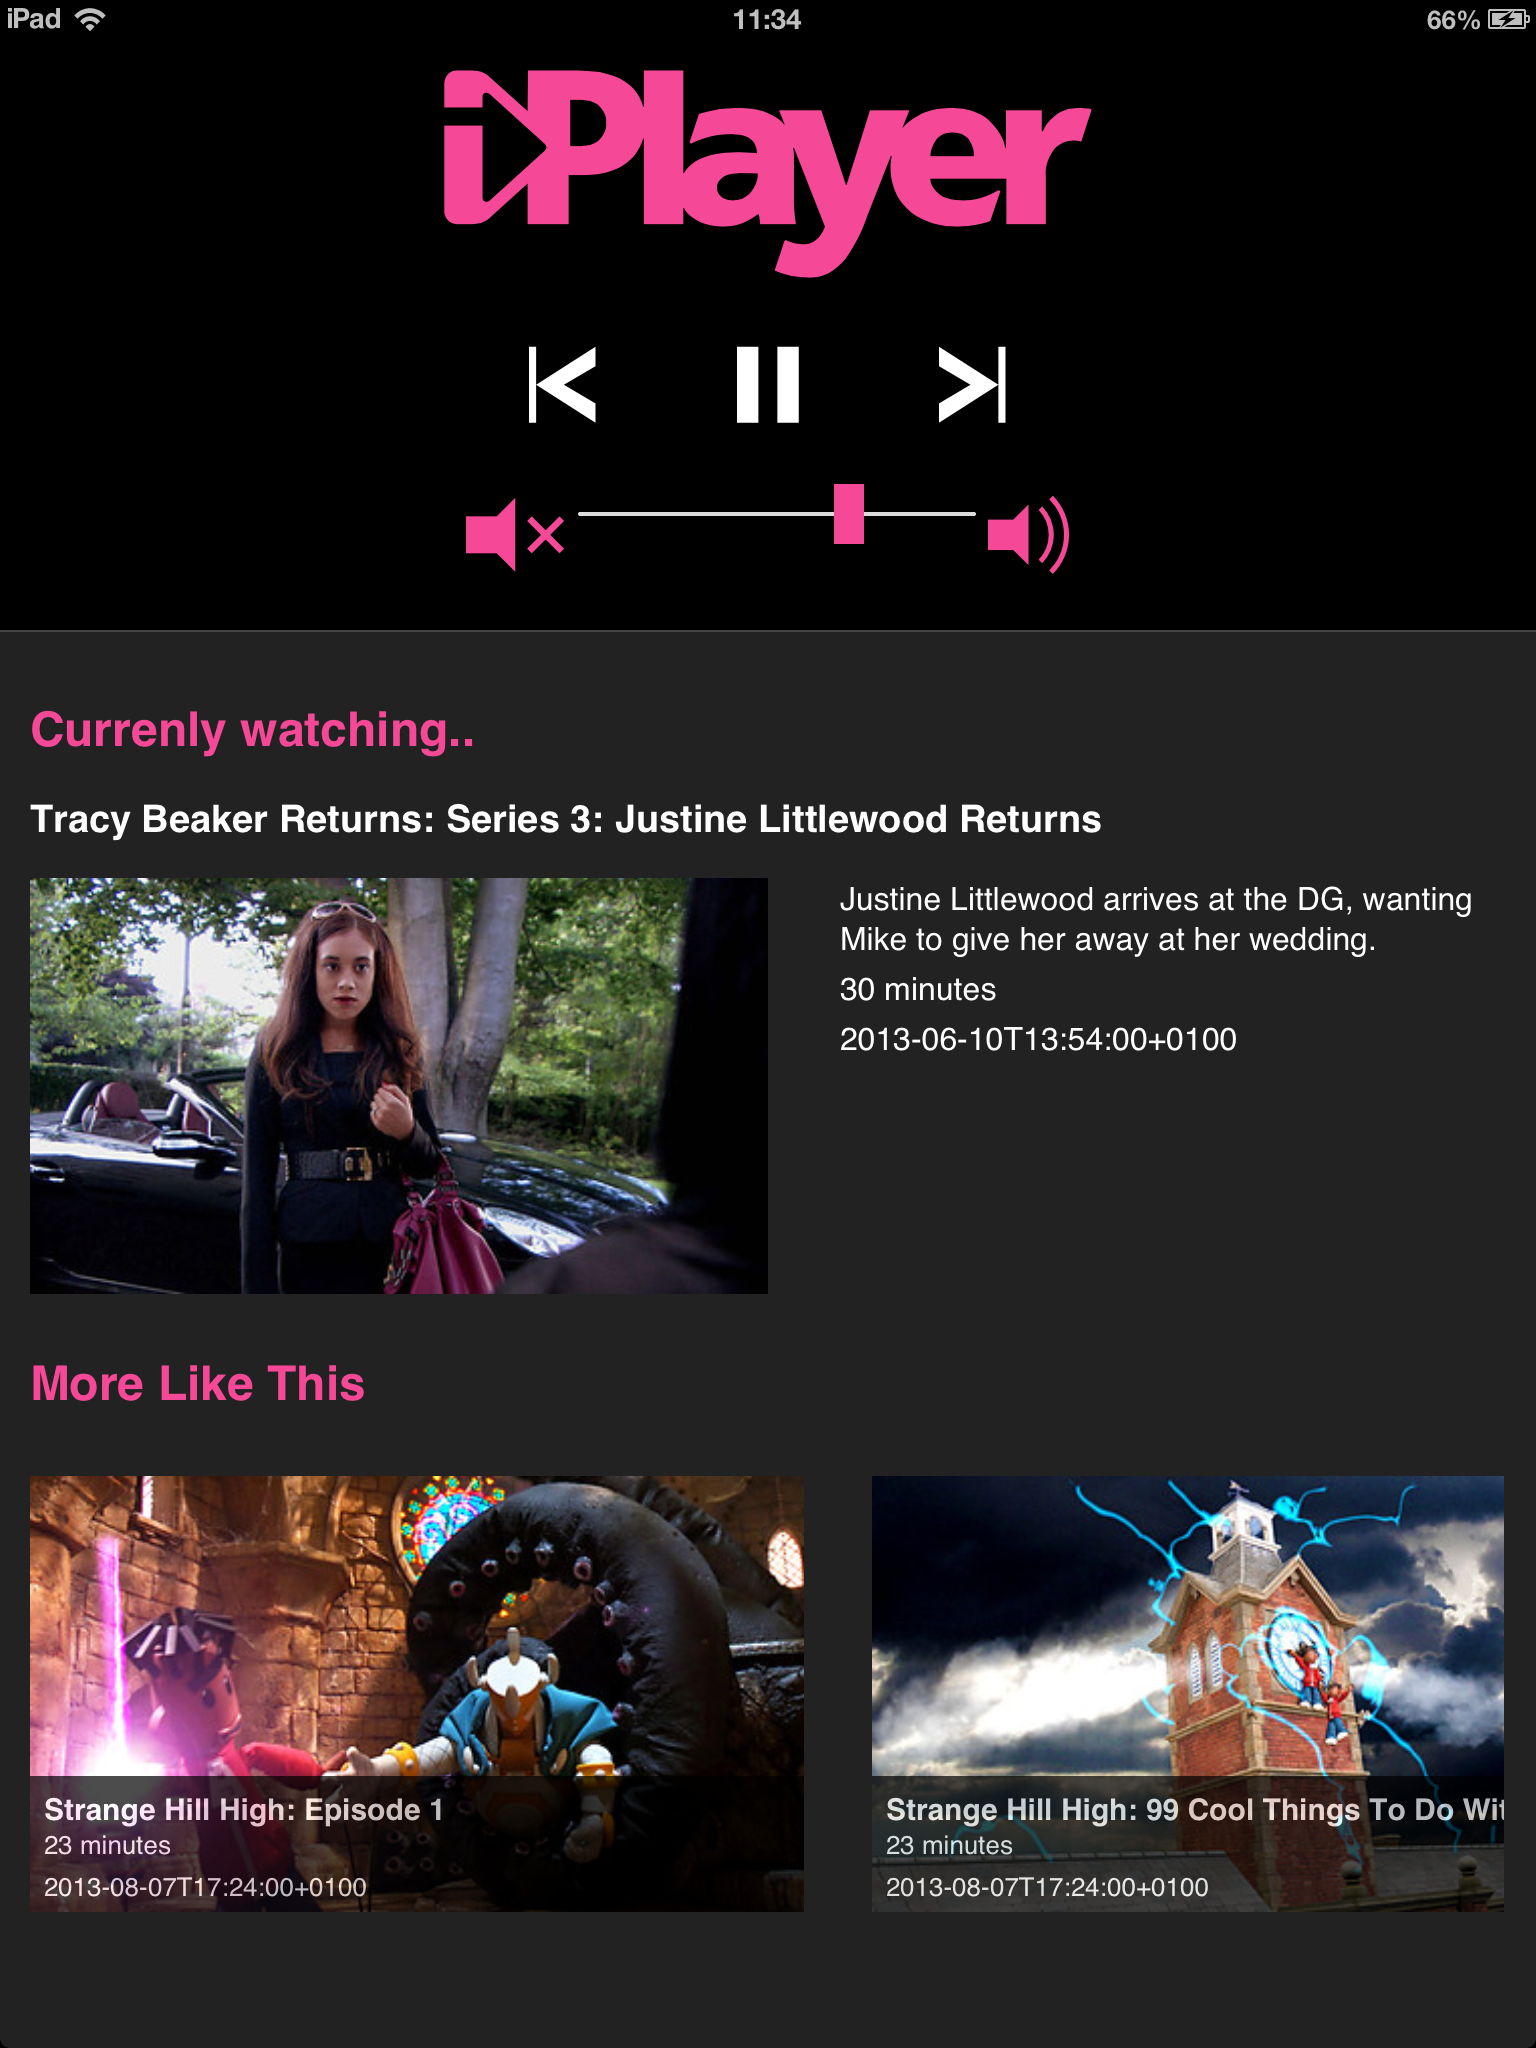 iPad
11:34
66%
iPlayer
Currenly watching..
Tracy Beaker Returns: Series 3: Justine Littlewood Returns
Justine Littlewood arrives at the DG, wanting
Mike to give her away at her wedding.
30 minutes
2013-06-10T13:54:00+0100
More Like This
Strange Hill High: Episode 1
23 minutes
2013-08-07T17:24:00+0100
Strange Hill High: 99 Cool Things To Do Wit
23 minutes
2013-08-07T17:24:00+0100